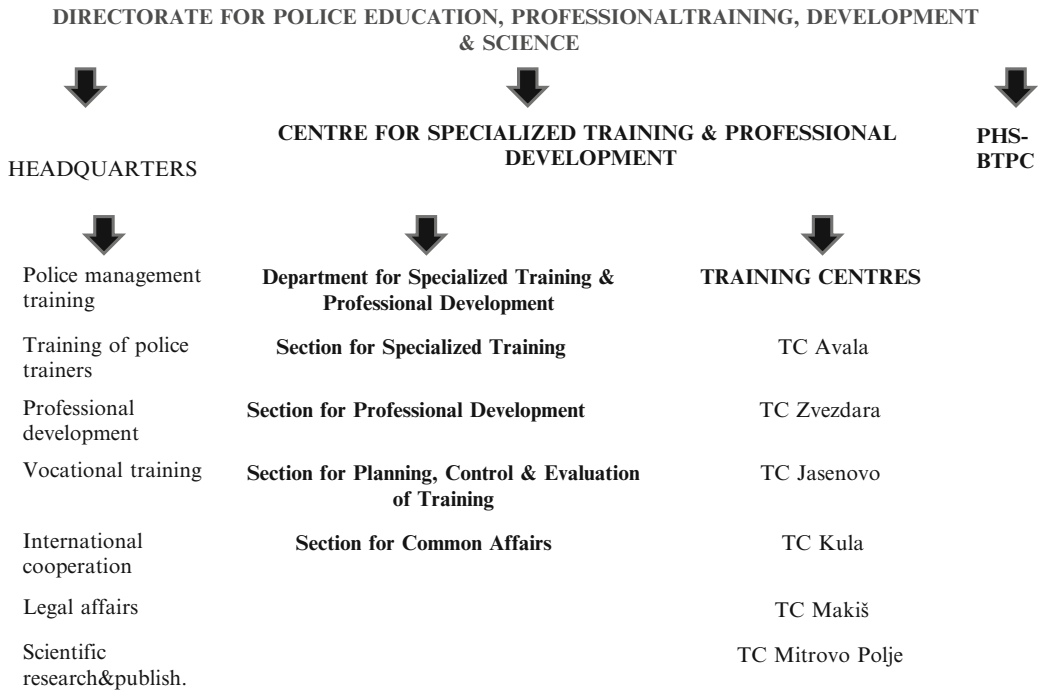 DIRECTORATE FOR POLICE EDUCATION, PROFESSIONALTRAINING, DEVELOPMENT
& SCIENCE
HEADQUARTERS
CENTRE FOR SPECIALIZED TRAINING & PROFESSIONAL
DEVELOPMENT
PHS-
BTPC
Police management
training
Training of police
trainers
Professional
development
Vocational training
International
cooperation
Legal affairs
Scientific
research&publish.
Department for Specialized Training &
Professional Development
Section for Specialized Training
Section for Professional Development
Section for Planning, Control & Evaluation
of Training
Section for Common Affairs
TRAINING CENTRES
TC Avala
TC Zvezdara
TC Jasenovo
TC Kula
TC Makiš
TC Mitrovo Polje